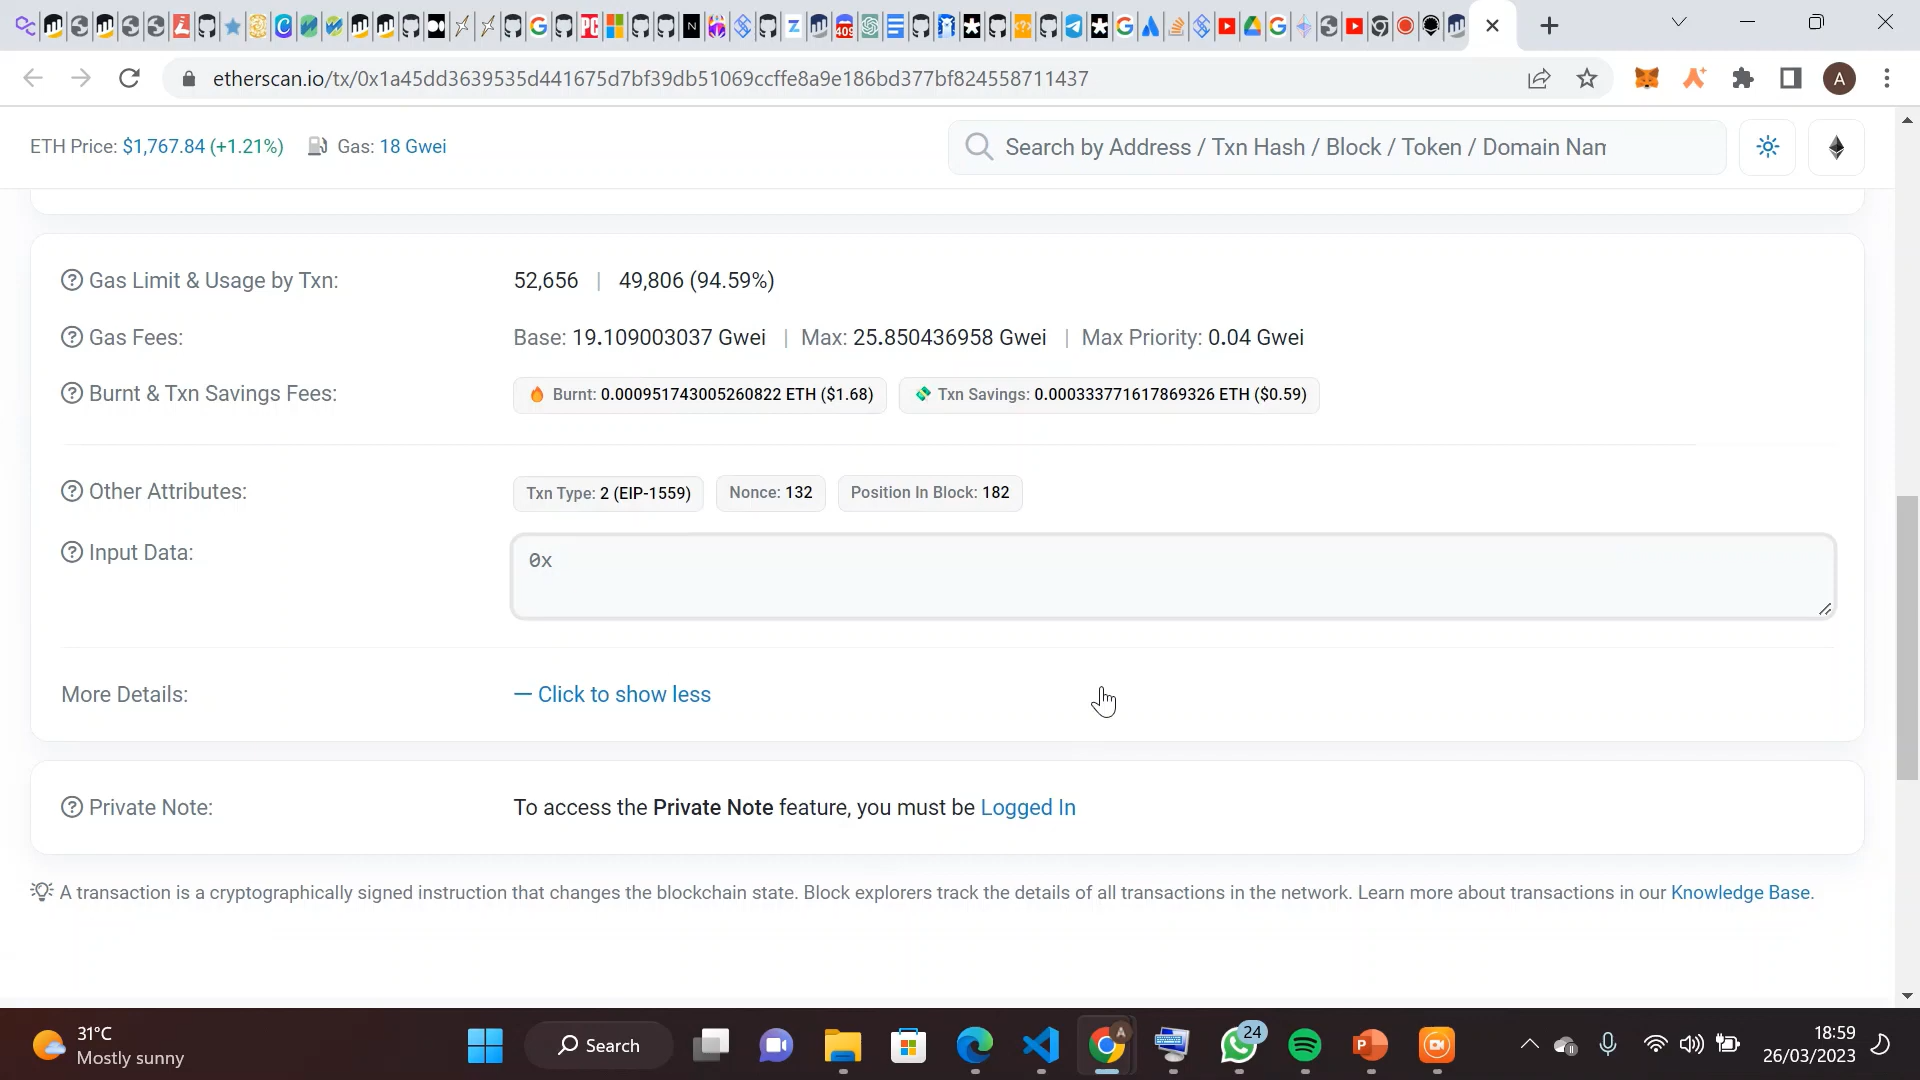 etherscan.io/tx/0x1a45dd3639535d441675d7bf39db51069ccffe8a9e186bd377bf824558711437
A
ETH Price: $1,767.84 (+1.21%) Gas: 18 Gwei
Search by Address / Txn Hash / Block / Token / Domain Nam
Gas Limit & Usage by Txn: 52,656 | 49,806 (94.59%)
Gas Fees: Base: 19.109003037 Gwei | Max: 25.850436958 Gwei | Max Priority: 0.04 Gwei
Burnt & Txn Savings Fees: Burnt: 0.000951743005260822 ETH ($1.68) Txn Savings: 0.000333771617869326 ETH ($0.59)
Other Attributes: Txn Type: 2 (EIP-1559) Nonce: 132 Position In Block: 182
Input Data: 0x
More Details: — Click to show less
Private Note: To access the Private Note feature, you must be Logged In
A transaction is a cryptographically signed instruction that changes the blockchain state. Block explorers track the details of all transactions in the network. Learn more about transactions in our Knowledge Base.
31°C
Mostly sunny
Search
24
18:59
26/03/2023